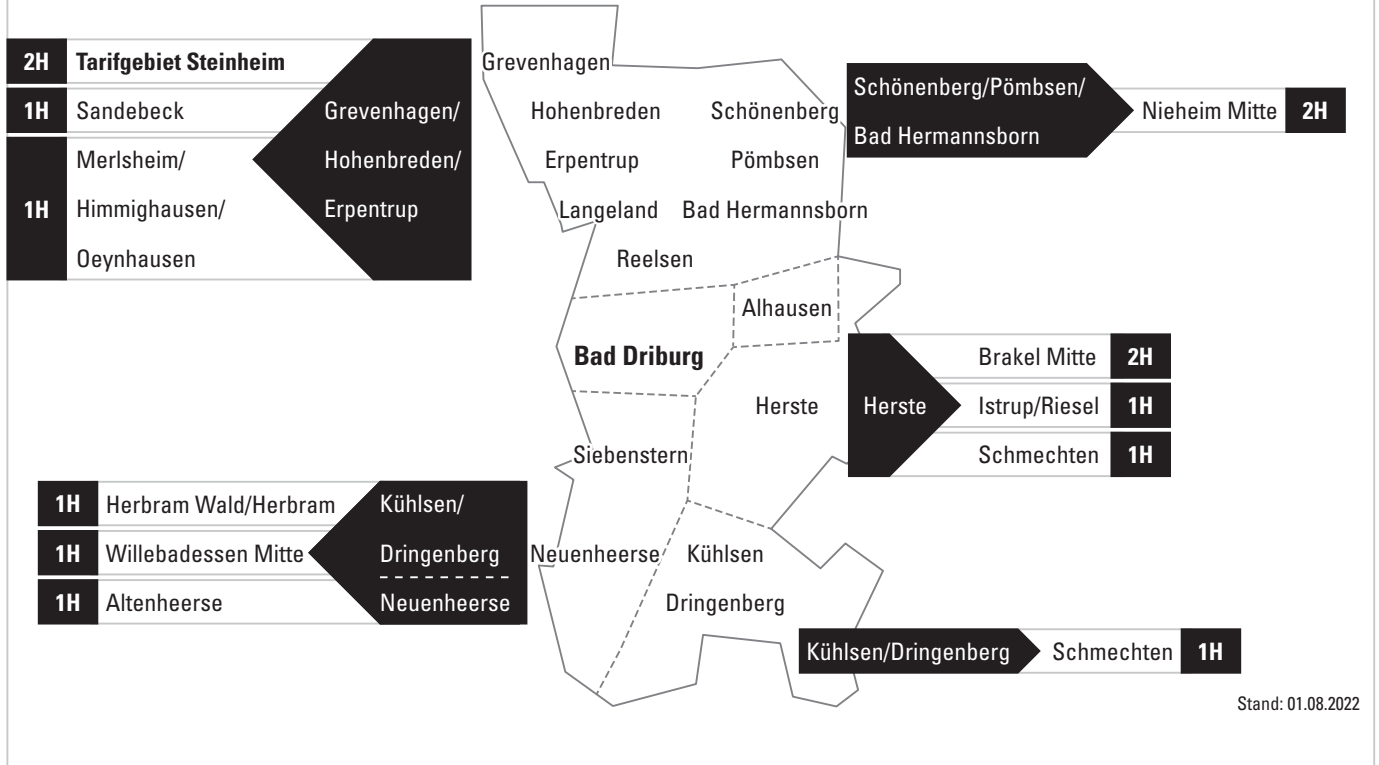 2H Tarifgebiet Steinheim
1H Sandebeck
1H Merlsheim/
Himmighausen/
Oeynhausen
Grevenhagen/
Hohenbreden/
Erpentrup
Grevenhagen
Hohenbreden
Schönenberg
Erpentrup
Pömbsen
Langeland
Bad Hermannsborn
Reelsen
Alhausen
Bad Driburg
Herste
Siebenstern
Neuenheerse
Kühlsen
Dringenberg
Schönenberg/Pömbsen/
Bad Hermannsborn
Nieheim Mitte 2H
Herste
Brakel Mitte 2H
Istrup/Riesel 1H
Schmechten 1H
1H Herbram Wald/Herbram
1H Willebadessen Mitte
1H Altenheerse
Kühlsen/
Dringenberg
Neuenheerse
Kühlsen/Dringenberg
Schmechten 1H
Stand: 01.08.2022